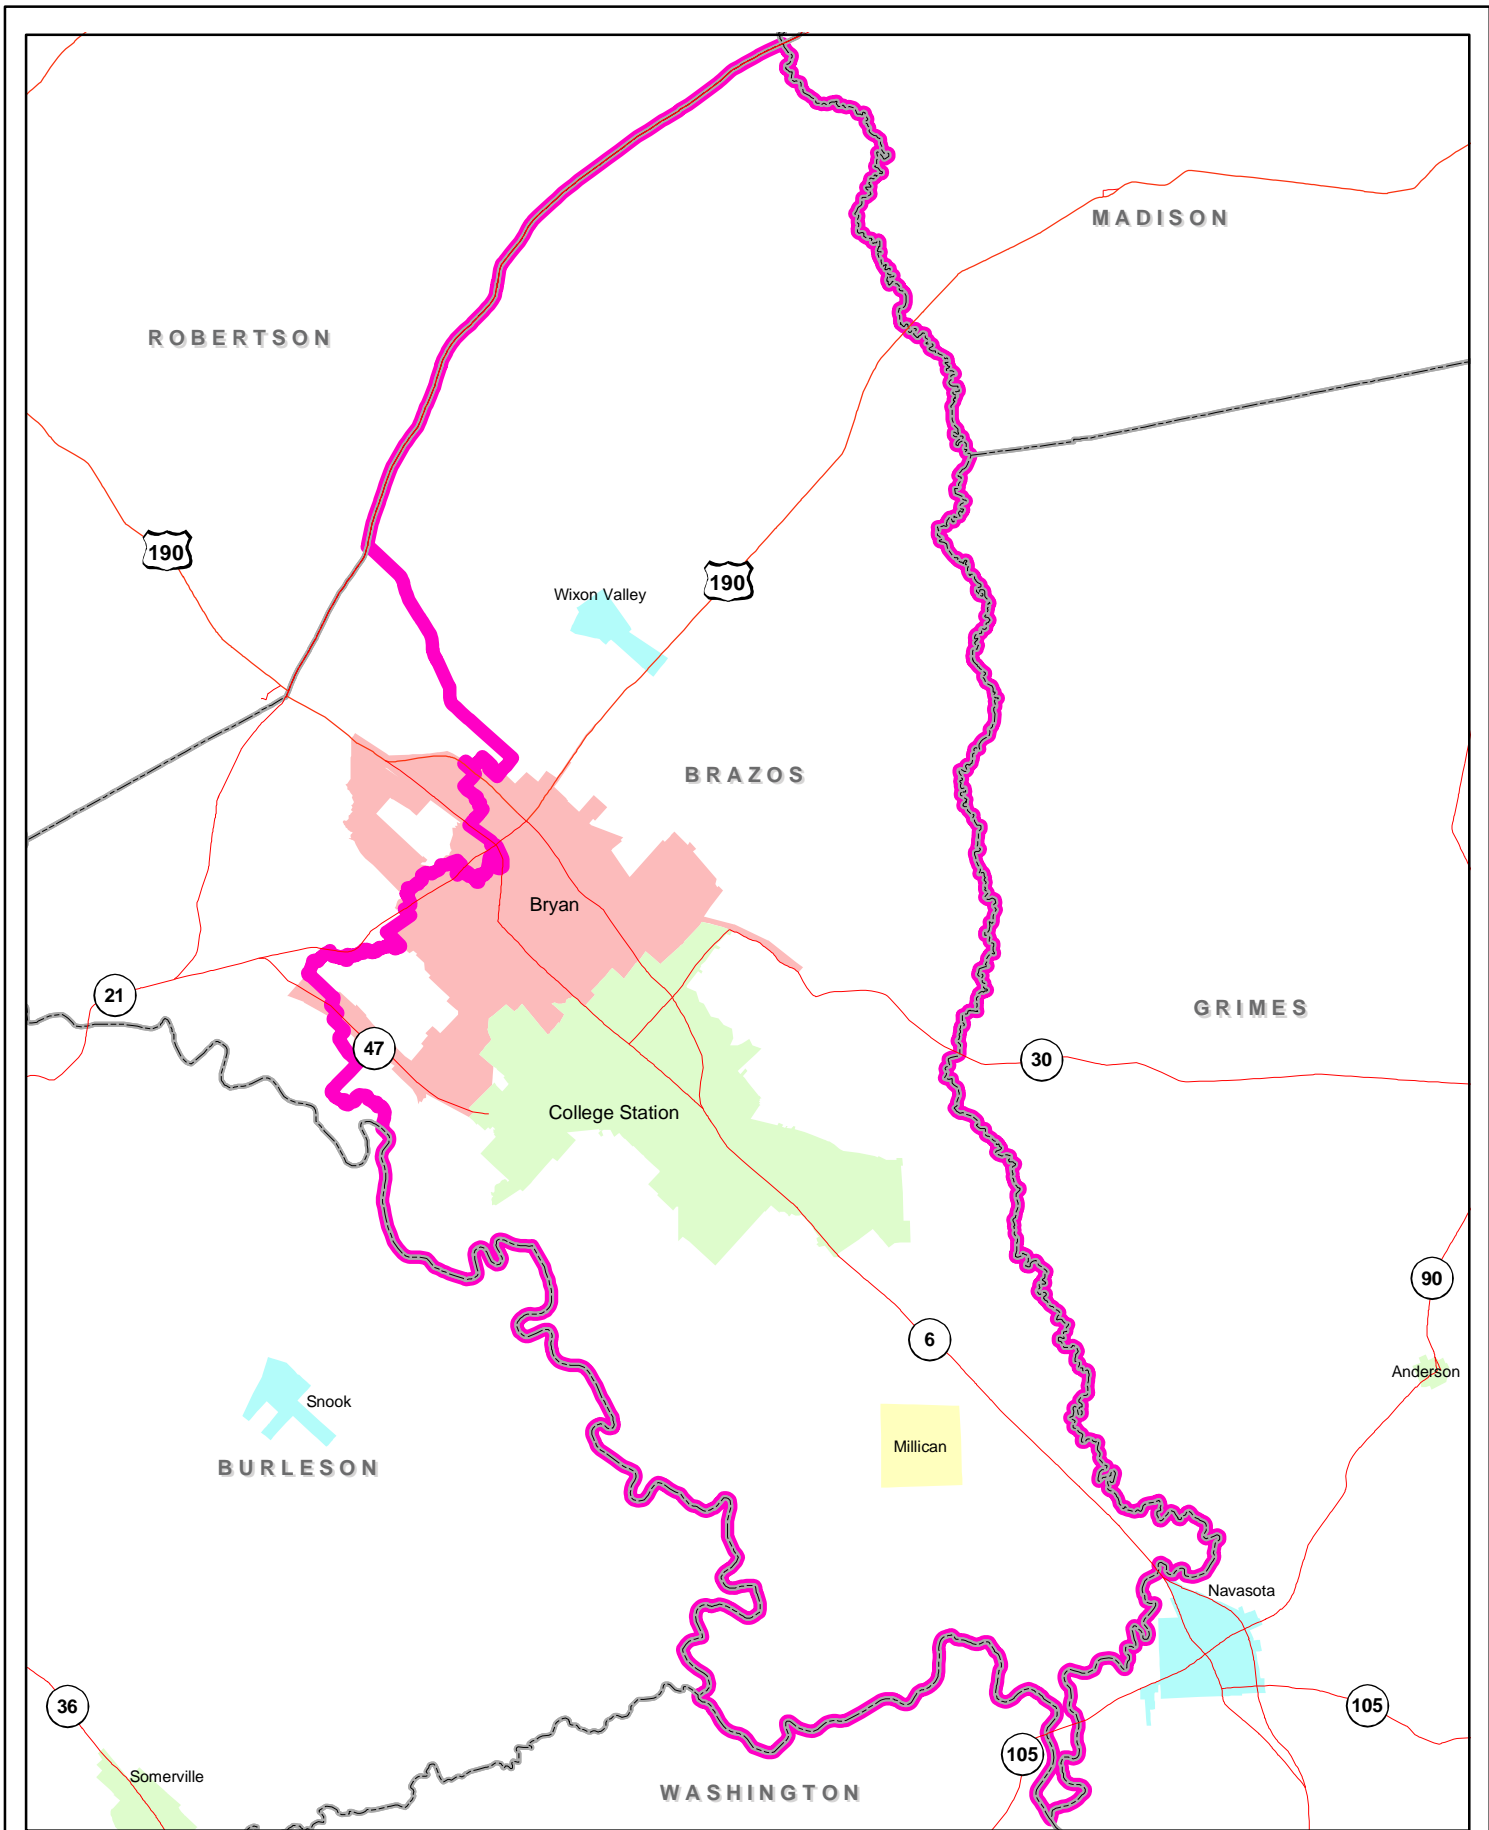 MADISON
ROBERTSON
190
190
Wixon Valley
BRAZOS
Bryan
21
GRIMES
47
30
College Station
90
6
Anderson
Snook
Millican
BURLESON
Navasota
36
105
105
Somerville
WASHINGTON